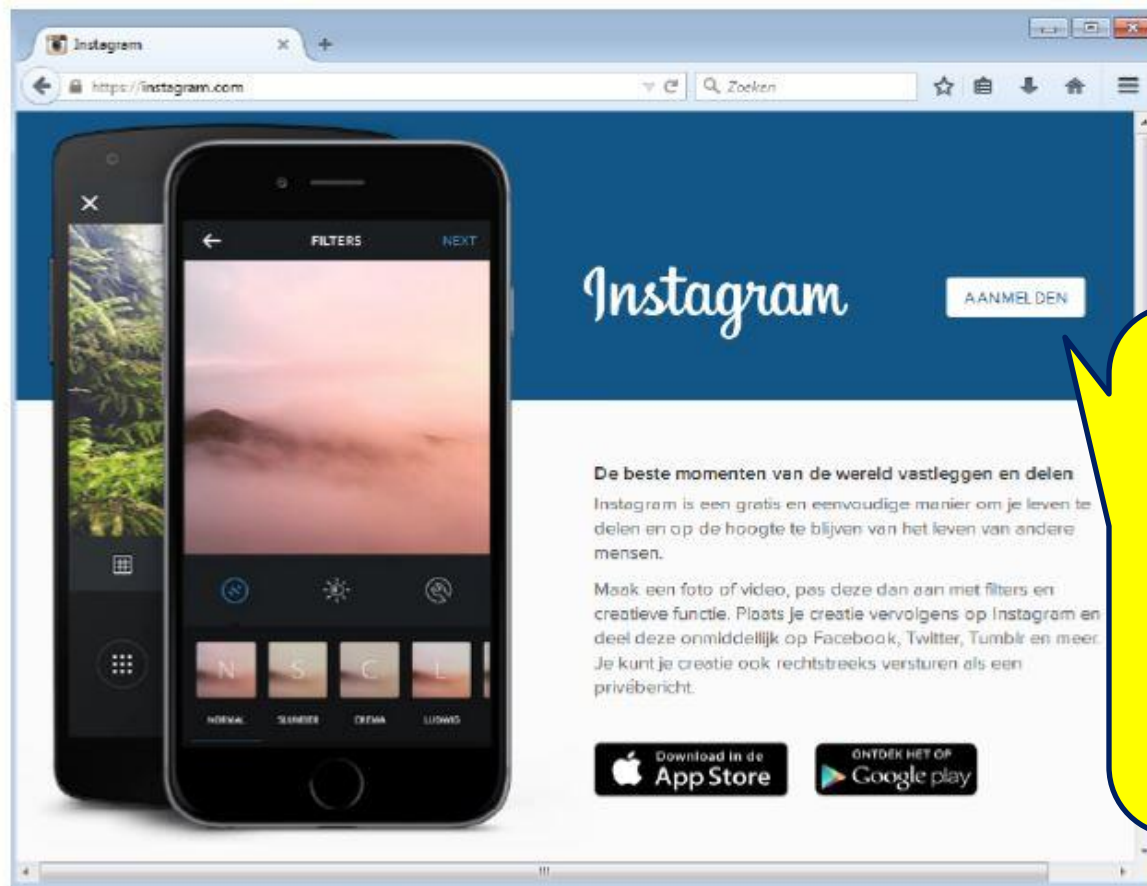 Instagram
https://instagram.com
Zoeken
FILTERS
NEXT
Instagram
AANMELDEN
N
S
C
L
NORMAL
SLUMBER
CREMA
LUDWIG
De beste momenten van de wereld vastleggen en delen
Instagram is een gratis en eenvoudige manier om je leven te
delen en op de hoogte te blijven van het leven van andere
mensen.
Maak een foto of video, pas deze dan aan met filters en
creatieve functie. Plaats je creatie vervolgens op Instagram en
deel deze onmiddellijk op Facebook, Twitter, Tumblr en meer.
Je kunt je creatie ook rechtstreeks versturen als een
privébericht.
Download in de
App Store
ONTDEK HET OP
Google play